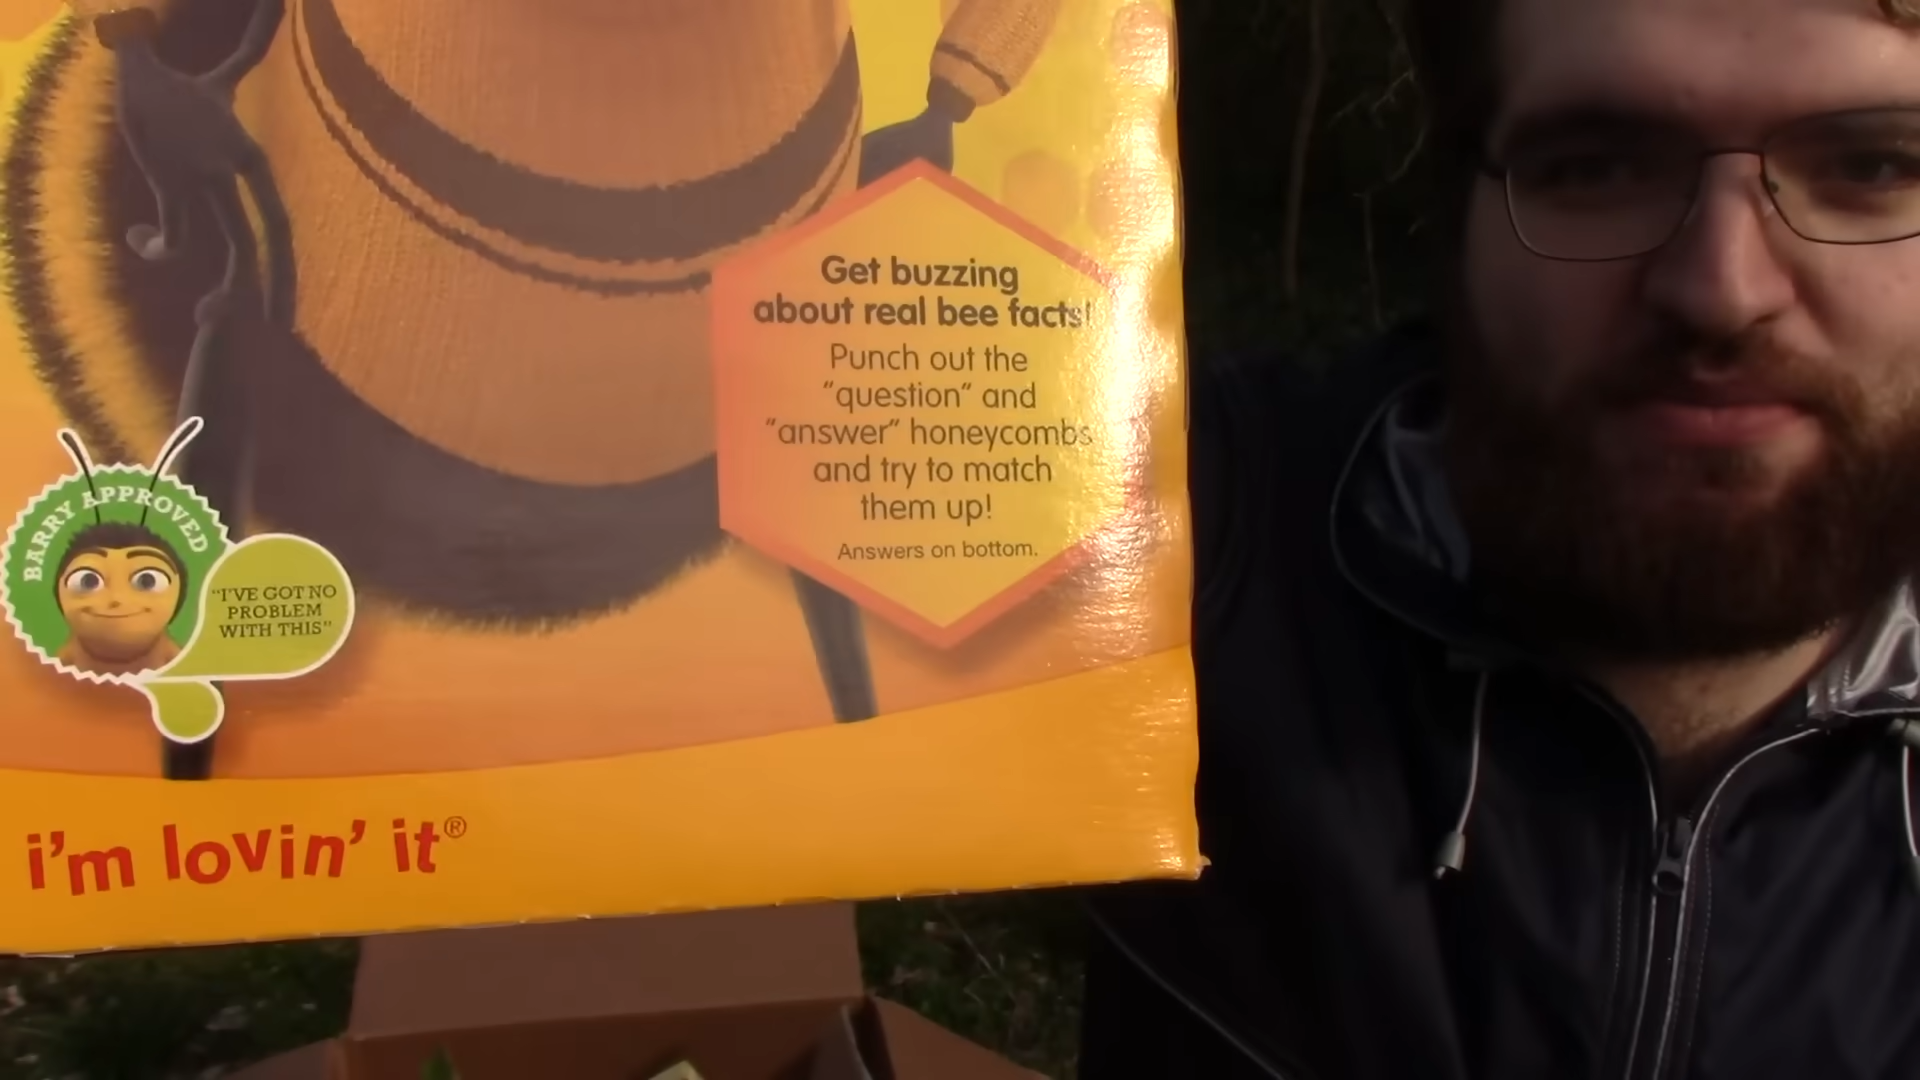 Get buzzing
about real bee facts!
Punch out the
“question” and
“answer” honeycombs
and try to match
them up!
Answers on bottom.
BARRY APPROVED
“I’VE GOT NO
PROBLEM
WITH THIS”
i’m lovin’ it®